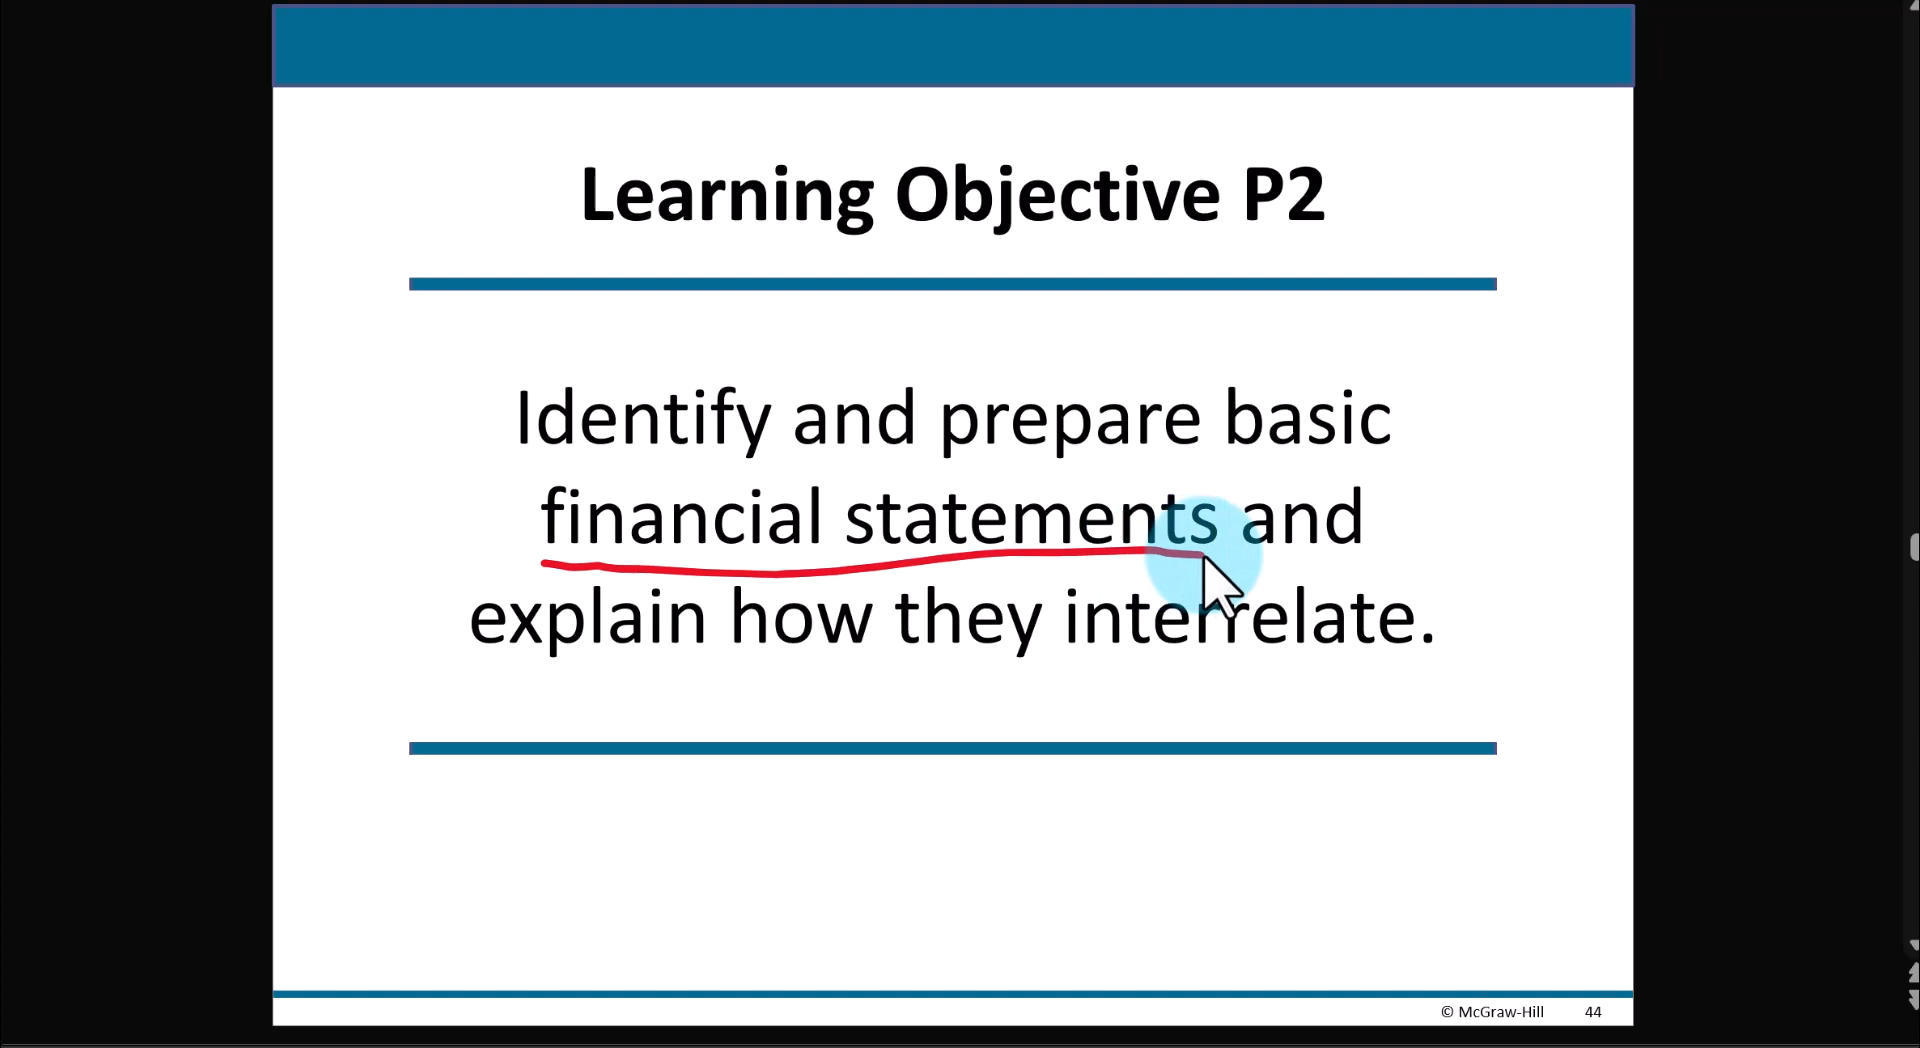 Learning Objective P2
Identify and prepare basic
financial statements and
explain how they interrelate.
© McGraw-Hill 44